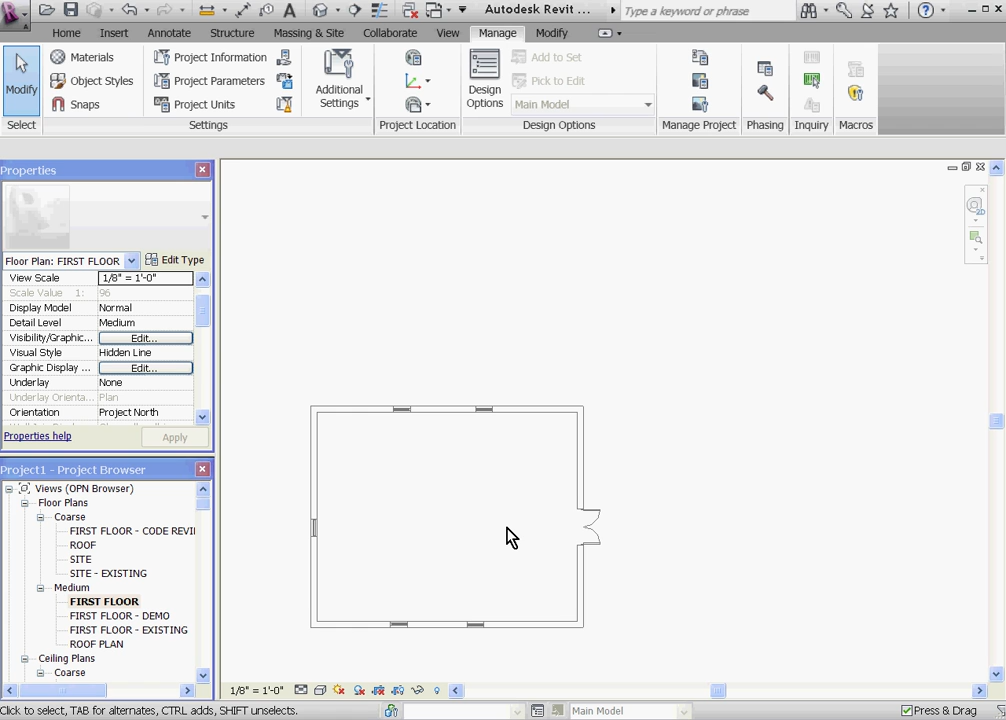 Autodesk Revit ...
Type a keyword or phrase
Home Insert Annotate Structure Massing & Site Collaborate View Manage Modify
Modify
Select
Materials
Object Styles
Snaps
Project Information
Project Parameters
Project Units
Settings
Additional
Settings
Project Location
Design
Options
Add to Set
Pick to Edit
Main Model
Design Options
Manage Project
Phasing
Inquiry
Macros
Properties
Floor Plan: FIRST FLOOR
Edit Type
View Scale 1/8" = 1'-0"
Scale Value 1: 96
Display Model Normal
Detail Level Medium
Visibility/Graphic... Edit...
Visual Style Hidden Line
Graphic Display ... Edit...
Underlay None
Underlay Orienta... Plan
Orientation Project North
Properties help
Apply
Project1 - Project Browser
Views (OPN Browser)
Floor Plans
Coarse
FIRST FLOOR - CODE REVI
ROOF
SITE
SITE - EXISTING
Medium
FIRST FLOOR
FIRST FLOOR - DEMO
FIRST FLOOR - EXISTING
ROOF PLAN
Ceiling Plans
Coarse
2D
1/8" = 1'-0"
Click to select, TAB for alternates, CTRL adds, SHIFT unselects.
Main Model
Press & Drag